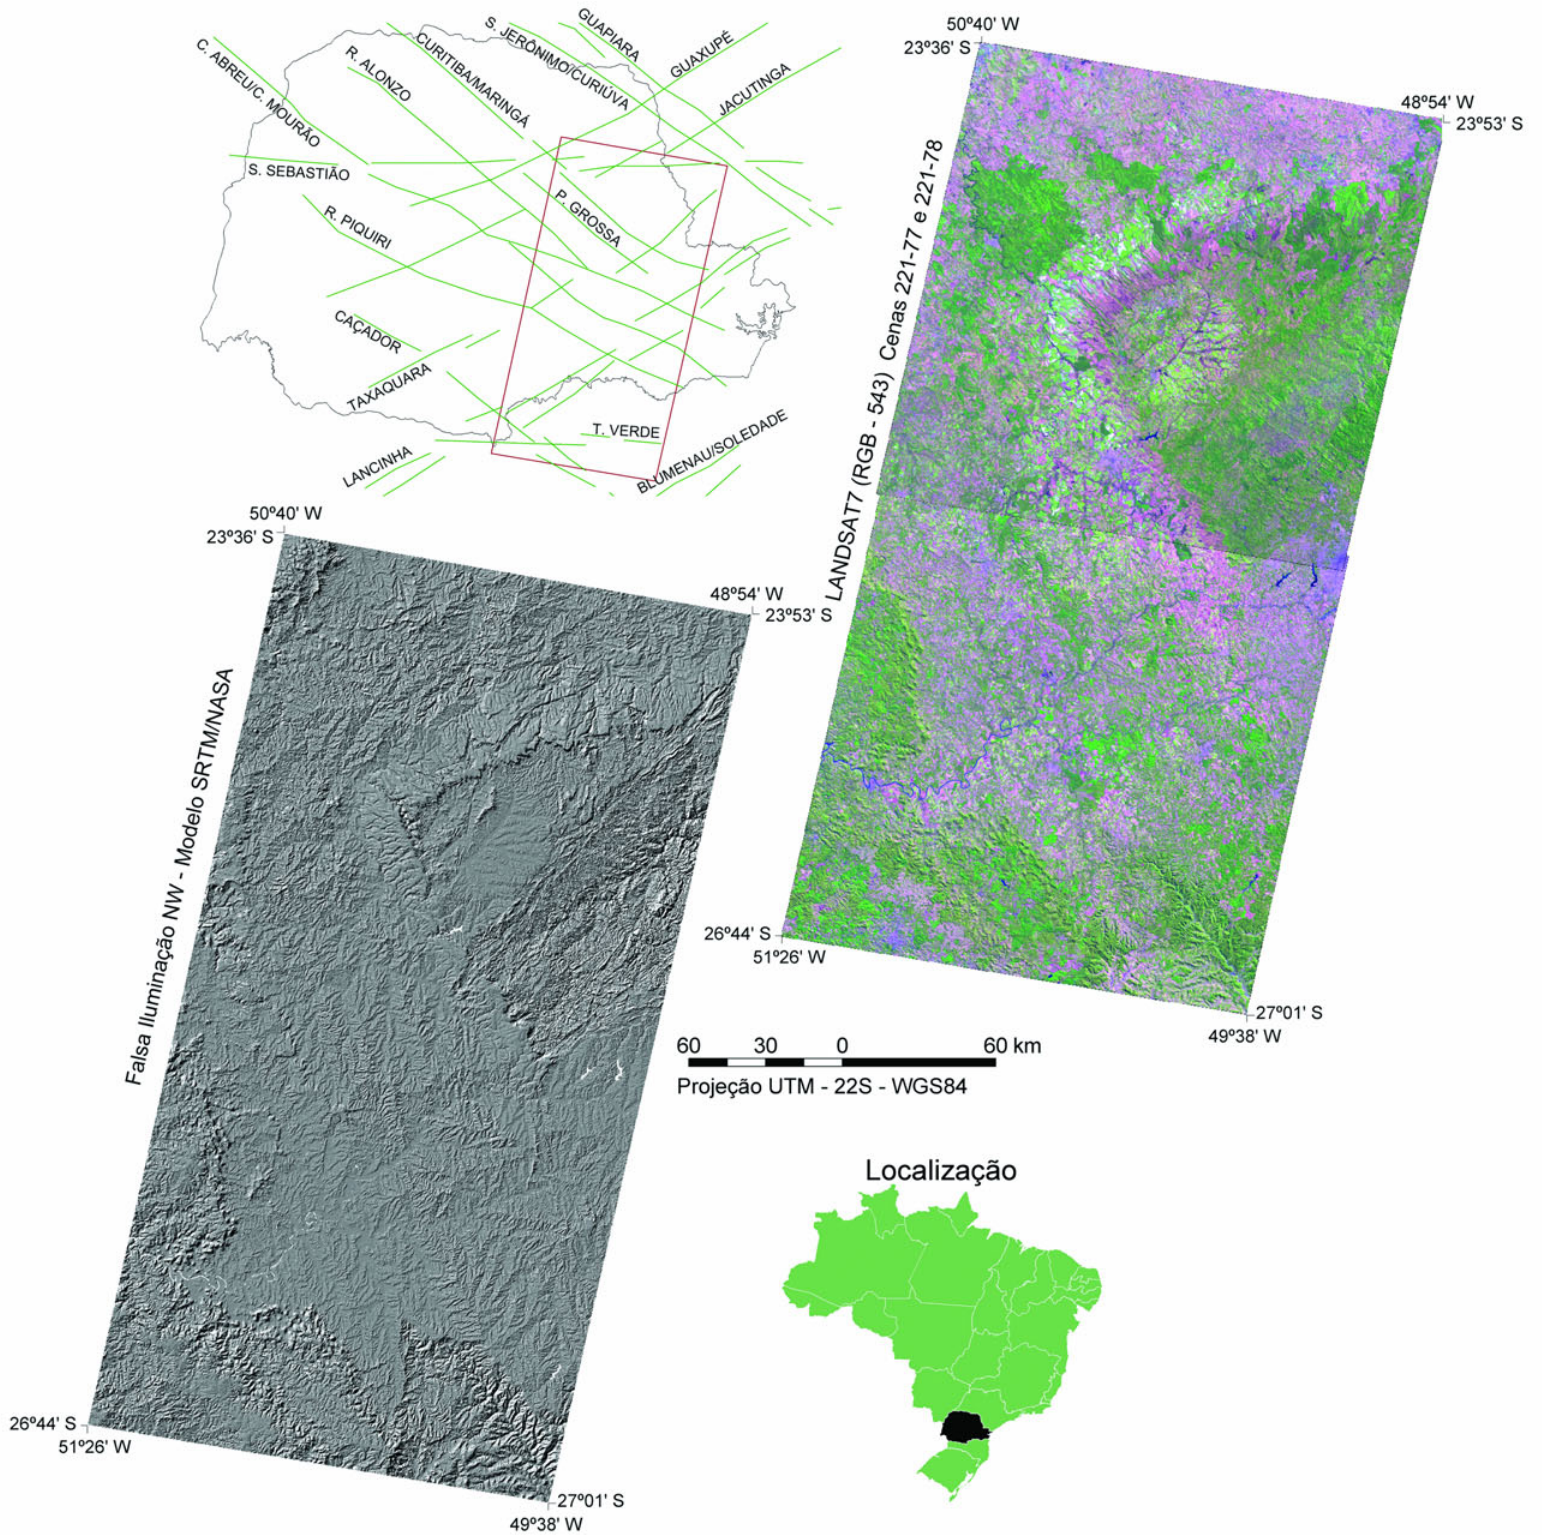 GUAPIARA
S. JERÔNIMO/CURIÚVA
GUAXUPÉ
CURITIBA/MARINGÁ
R. ALONZO
JACUTINGA
C. ABREU/C. MOURÃO
S. SEBASTIÃO
P. GROSSA
R. PIQUIRI
CAÇADOR
TAXAQUARA
T. VERDE
LANCINHA
BLUMENAU/SOLEDADE
50º40' W
23º36' S
48º54' W
23º53' S
LANDSAT7 (RGB - 543) Cenas 221-77 e 221-78
26º44' S
51º26' W
27º01' S
49º38' W
50º40' W
23º36' S
48º54' W
23º53' S
Falsa Iluminação NW - Modelo SRTM/NASA
26º44' S
51º26' W
27º01' S
49º38' W
60 30 0 60 km
Projeção UTM - 22S - WGS84
Localização